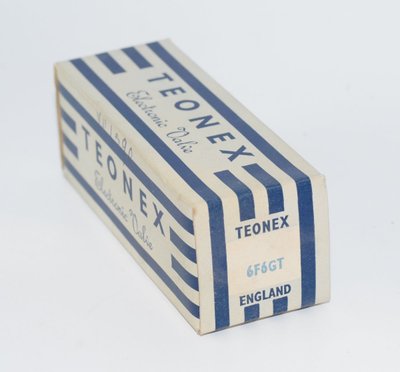 TEONEX
Electronic Valve
TEONEX
Electronic Valve
TEONEX
6F6GT
ENGLAND